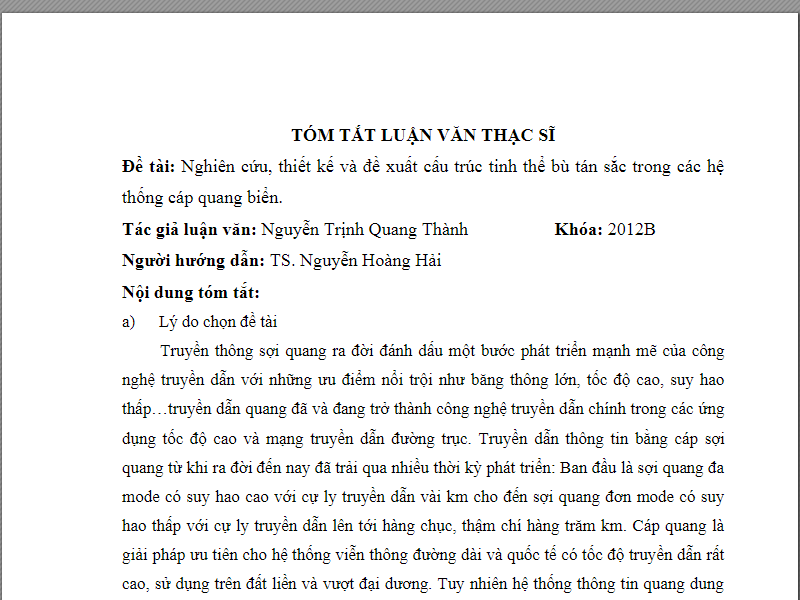 TÓM TẮT LUẬN VĂN THẠC SĨ
Đề tài: Nghiên cứu, thiết kế và đề xuất cấu trúc tinh thể bù tán sắc trong các hệ
thống cáp quang biển.
Tác giả luận văn: Nguyễn Trịnh Quang Thành Khóa: 2012B
Người hướng dẫn: TS. Nguyễn Hoàng Hải
Nội dung tóm tắt:
a) Lý do chọn đề tài
Truyền thông sợi quang ra đời đánh dấu một bước phát triển mạnh mẽ của công
nghệ truyền dẫn với những ưu điểm nổi trội như băng thông lớn, tốc độ cao, suy hao
thấp…truyền dẫn quang đã và đang trở thành công nghệ truyền dẫn chính trong các ứng
dụng tốc độ cao và mạng truyền dẫn đường trục. Truyền dẫn thông tin bằng cáp sợi
quang từ khi ra đời đến nay đã trải qua nhiều thời kỳ phát triển: Ban đầu là sợi quang đa
mode có suy hao cao với cự ly truyền dẫn vài km cho đến sợi quang đơn mode có suy
hao thấp với cự ly truyền dẫn lên tới hàng chục, thậm chí hàng trăm km. Cáp quang là
giải pháp ưu tiên cho hệ thống viễn thông đường dài và quốc tế có tốc độ truyền dẫn rất
cao, sử dụng trên đất liền và vượt đại dương. Tuy nhiên hệ thống thông tin quang dung